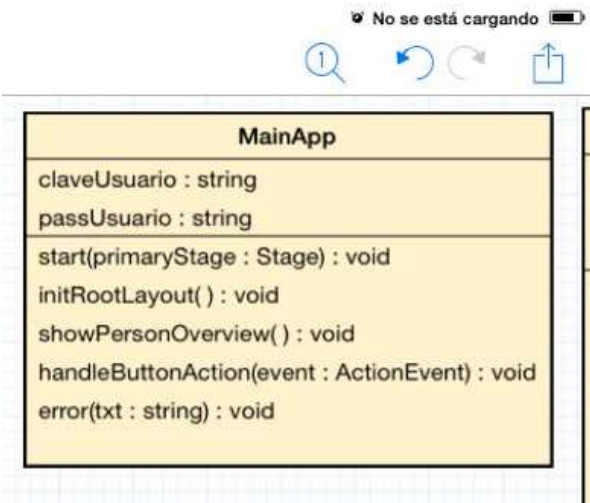 No se está cargando
1
MainApp
claveUsuario : string
passUsuario : string
start(primaryStage : Stage) : void
initRootLayout( ) : void
showPersonOverview( ) : void
handleButtonAction(event : ActionEvent) : void
error(txt : string) : void